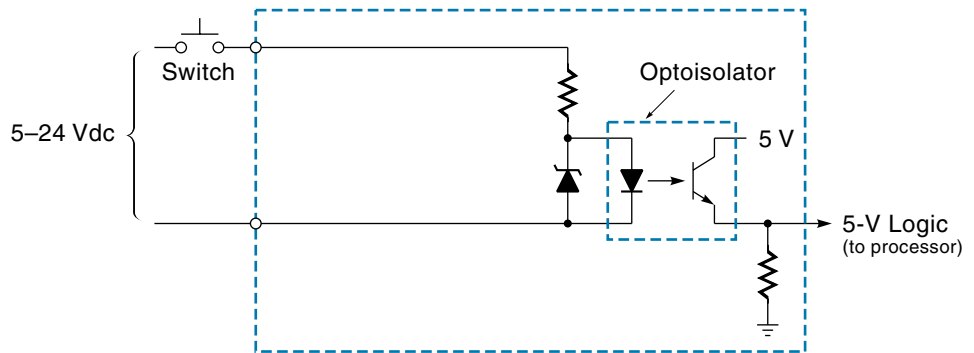 Switch
Optoisolator
5–24 Vdc
5 V
5-V Logic
(to processor)